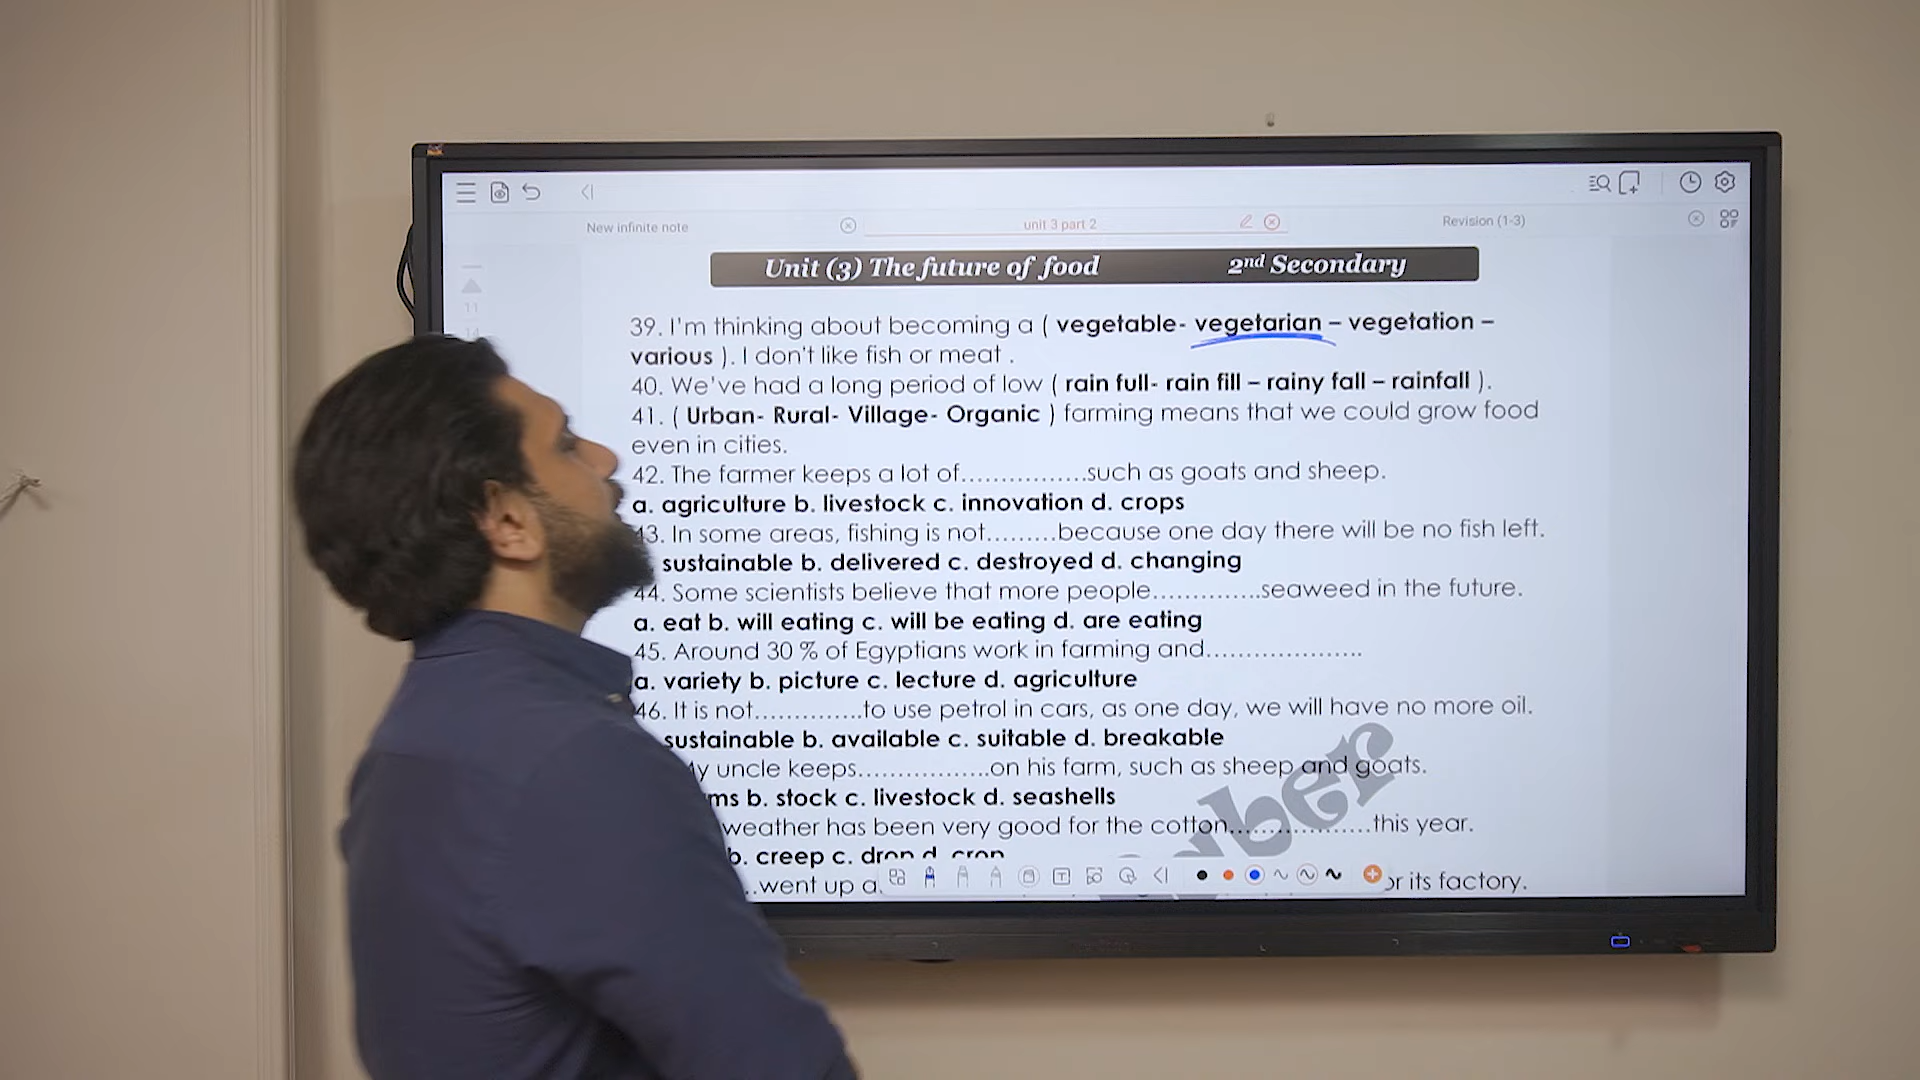 New infinite note
unit 3 part 2
Revision (1-3)
Unit (3) The future of food 2nd Secondary
11
14
39. I'm thinking about becoming a ( vegetable- vegetarian – vegetation –
various ). I don't like fish or meat .
40. We've had a long period of low ( rain full- rain fill – rainy fall – rainfall ).
41. ( Urban- Rural- Village- Organic ) farming means that we could grow food
even in cities.
42. The farmer keeps a lot of................such as goats and sheep.
a. agriculture b. livestock c. innovation d. crops
43. In some areas, fishing is not.........because one day there will be no fish left.
sustainable b. delivered c. destroyed d. changing
44. Some scientists believe that more people..............seaweed in the future.
a. eat b. will eating c. will be eating d. are eating
45. Around 30 % of Egyptians work in farming and....................
a. variety b. picture c. lecture d. agriculture
46. It is not..............to use petrol in cars, as one day, we will have no more oil.
sustainable b. available c. suitable d. breakable
My uncle keeps.................on his farm, such as sheep and goats.
ms b. stock c. livestock d. seashells
weather has been very good for the cotton..................this year.
b. creep c. drop d. crop
..went up a or its factory.